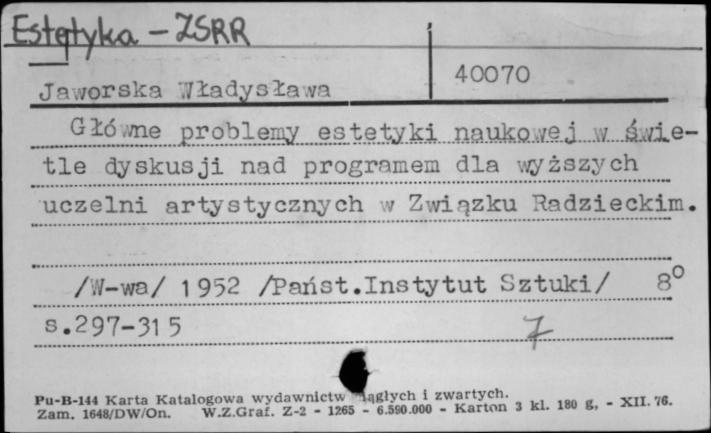 Estetyka - ZSRR
Jaworska Władysława
40070
Główne problemy estetyki naukowej w świe-
tle dyskusji nad programem dla wyższych
uczelni artystycznych w Związku Radzieckim.
/W-wa/ 1952 /Państ.Instytut Sztuki/ 8º
s.297-315
7
Pu-B-144 Karta Katalogowa wydawnictw ciągłych i zwartych.
Zam. 1648/DW/On. W.Z.Graf. Z-2 - 1265 - 6.590.000 - Karton 3 kl. 180 g, - XII. 76.